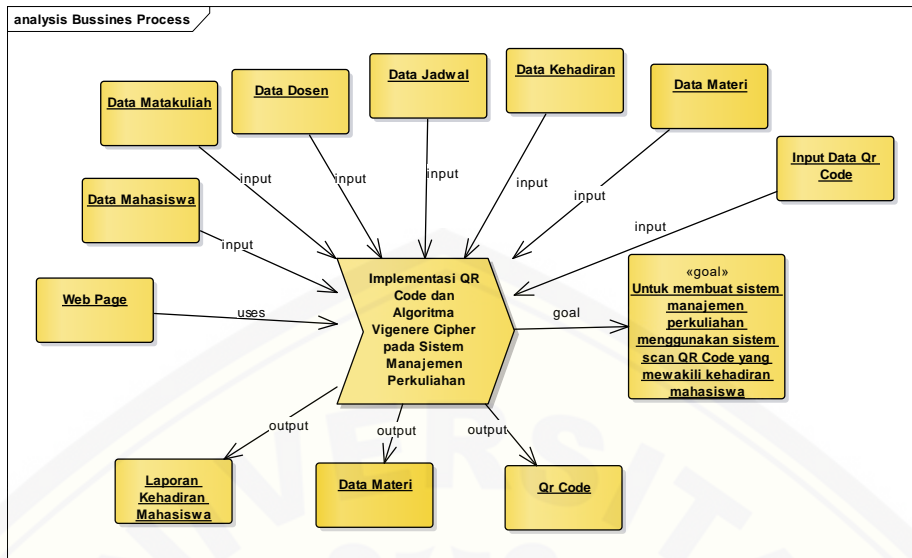 analysis Bussines Process
Data Matakuliah
Data Dosen
Data Jadwal
Data Kehadiran
Data Materi
Input Data Qr
Code
Data Mahasiswa
Web Page
input
input
input
input
input
input
input
uses
Implementasi QR
Code dan
Algoritma
Vigenere Cipher
pada Sistem
Manajemen
Perkuliahan
goal
«goal»
Untuk membuat sistem
manajemen
perkuliahan
menggunakan sistem
scan QR Code yang
mewakili kehadiran
mahasiswa
output
output
output
Laporan
Kehadiran
Mahasiswa
Data Materi
Qr Code